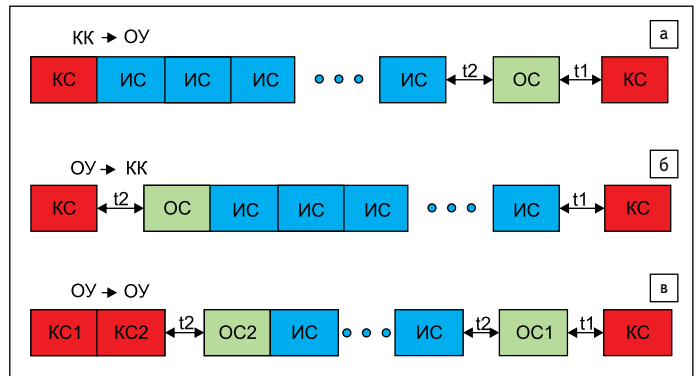 КК → ОУ
а
КС ИС ИС ИС ИС t2 ОС t1 КС
ОУ → КК
б
КС t2 ОС ИС ИС ИС ИС t1 КС
ОУ → ОУ
в
КС1 КС2 t2 ОС2 ИС ИС t2 ОС1 t1 КС